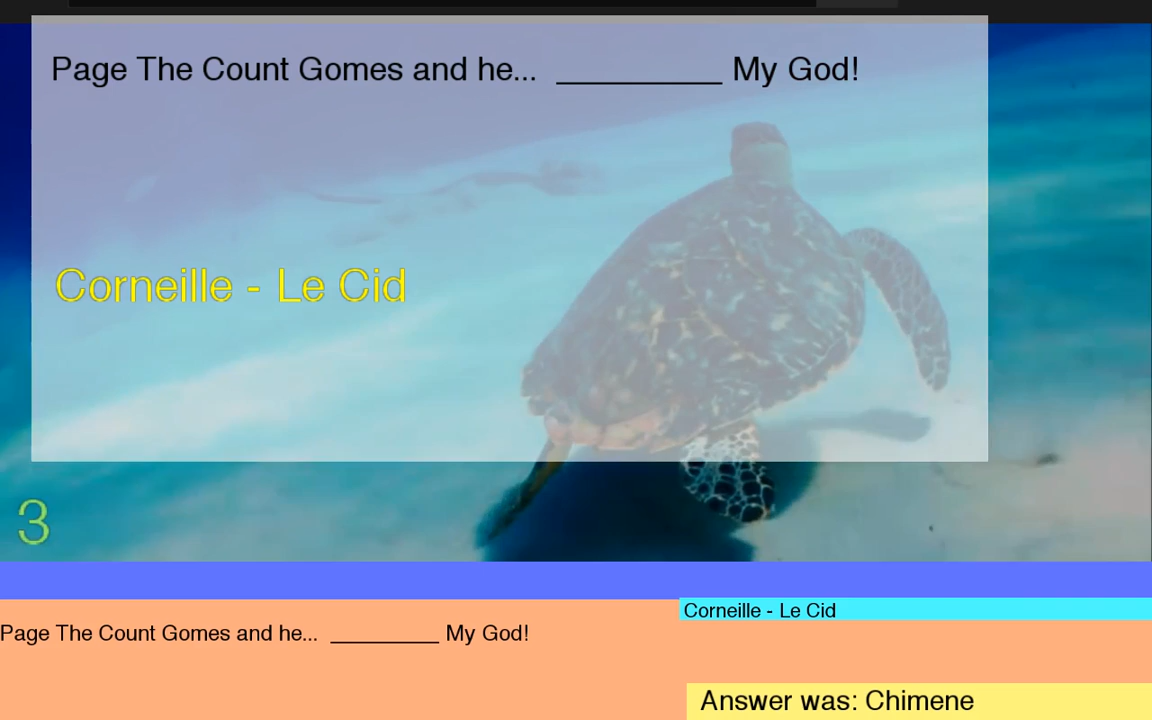 Page The Count Gomes and he... __________ My God!
Corneille - Le Cid
3
Corneille - Le Cid
Page The Count Gomes and he... __________ My God!
Answer was: Chimene